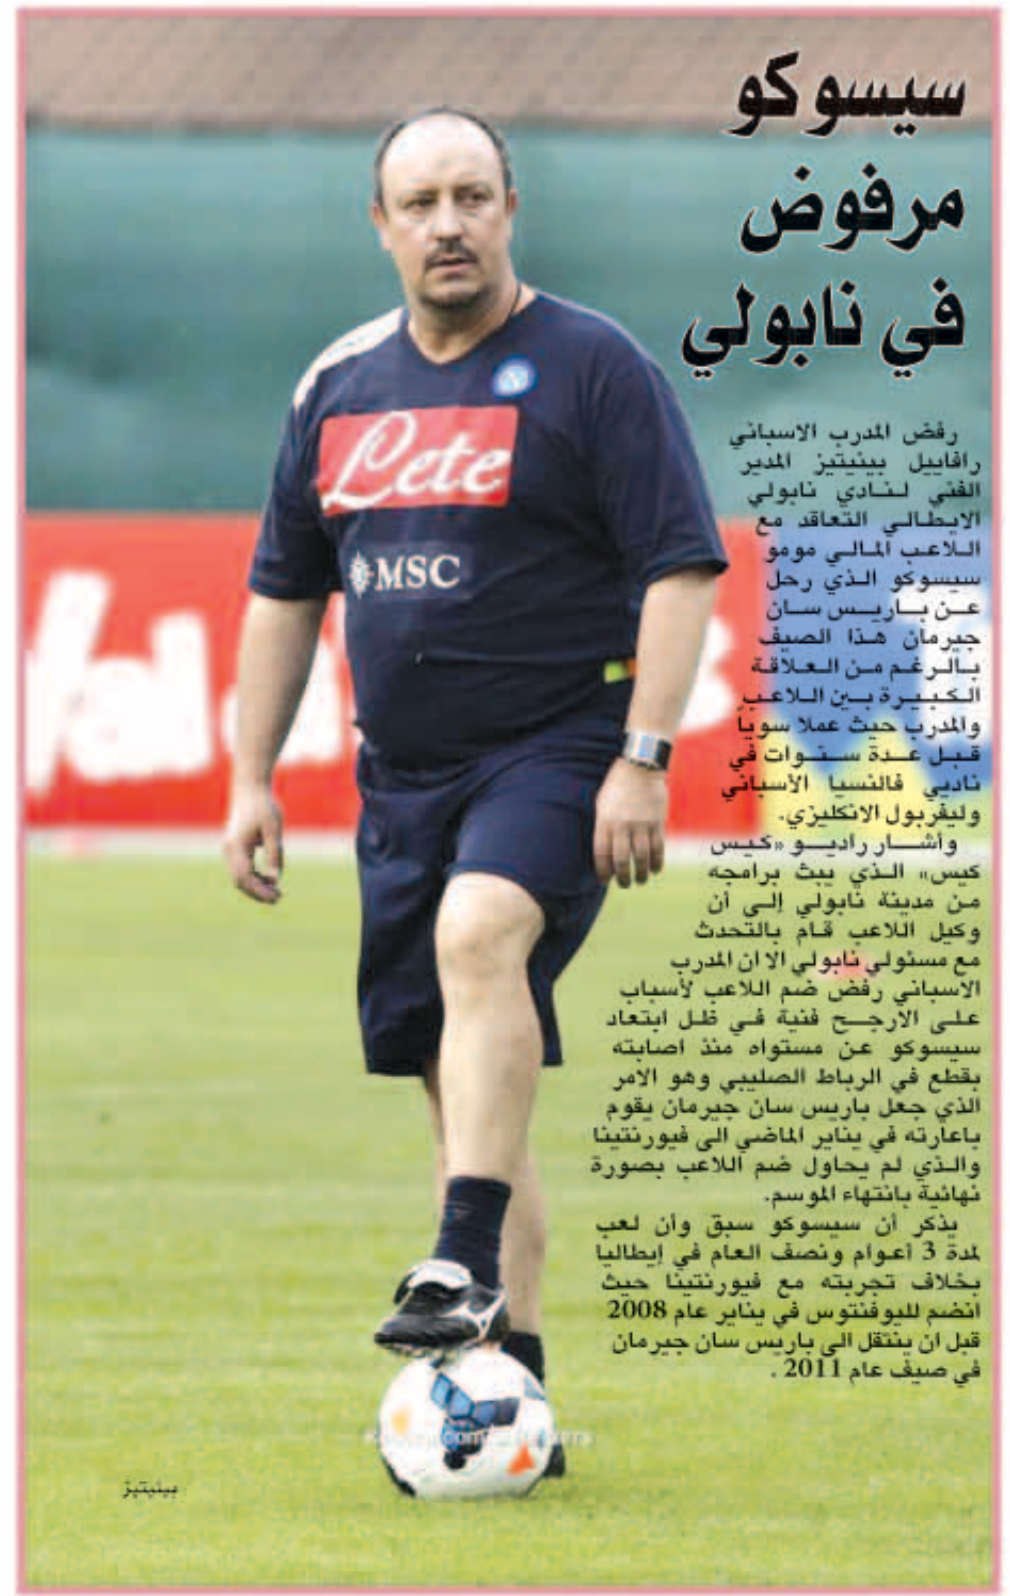 سيسوكو
مرفوض
في نابولي
رفض المدرب الاسباني
رافاييل بينيتيز المدير
الفني لنادي نابولي
الايطالي التعاقد مع
اللاعب المالي مومو
سيسوكو الذي رحل
عن باريس سان
جيرمان هذا الصيف
بالرغم من العلاقة
الكبيرة بين اللاعب
والمدرب حيث عملا سوياً
قبل عدة سنوات في
ناديي فالنسيا الأسباني
وليفربول الانكليزي.
وأشار راديو «كيس
كيس» الذي يبث برامجه
من مدينة نابولي إلى أن
وكيل اللاعب قام بالتحدث
مع مسئولي نابولي الا ان المدرب
الاسباني رفض ضم اللاعب لأسباب
على الارجح فنية في ظل ابتعاد
سيسوكو عن مستواه منذ اصابته
بقطع في الرباط الصليبي وهو الامر
الذي جعل باريس سان جيرمان يقوم
باعارته في يناير الماضي الى فيورنتينا
والذي لم يحاول ضم اللاعب بصورة
نهائية بانتهاء الموسم.
يذكر أن سيسوكو سبق وأن لعب
لمدة 3 أعوام ونصف العام في إيطاليا
بخلاف تجربته مع فيورنتينا حيث
انضم لليوفنتوس في يناير عام 2008
قبل ان ينتقل الى باريس سان جيرمان
في صيف عام 2011 .
Lete
MSC
N
بينيتيز